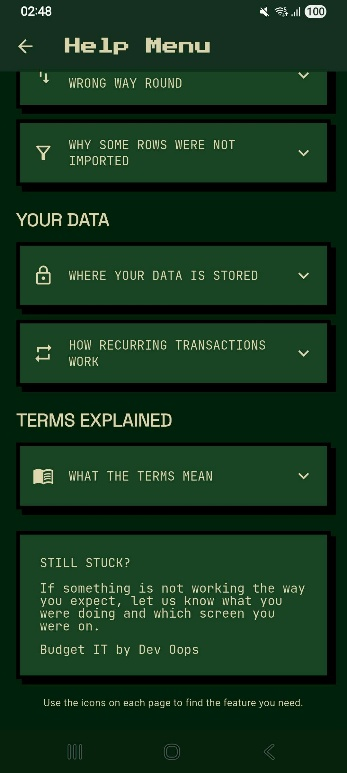 02:48
100
Help Menu
WRONG WAY ROUND
WHY SOME ROWS WERE NOT
IMPORTED
YOUR DATA
WHERE YOUR DATA IS STORED
HOW RECURRING TRANSACTIONS
WORK
TERMS EXPLAINED
WHAT THE TERMS MEAN
STILL STUCK?
If something is not working the way
you expect, let us know what you
were doing and which screen you
were on.
Budget IT by Dev Oops
Use the icons on each page to find the feature you need.